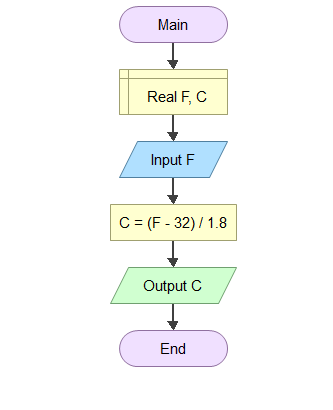 Main
Real F, C
Input F
C = (F - 32) / 1.8
Output C
End